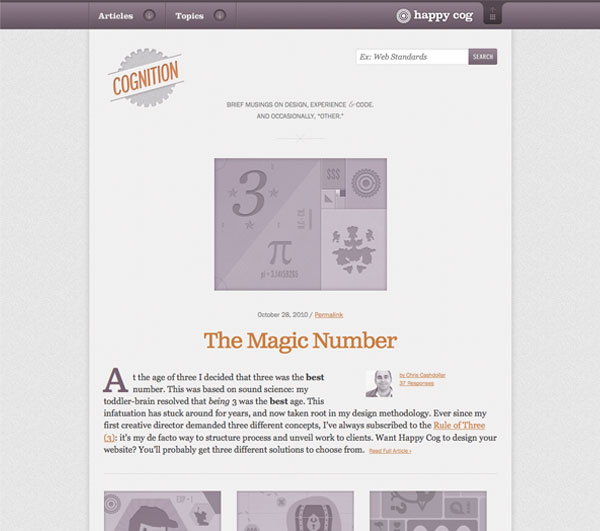 Articles
Topics
happy cog
COGNITION
Ex: Web Standards
SEARCH
BRIEF MUSINGS ON DESIGN, EXPERIENCE & CODE.
AND OCCASIONALLY, “OTHER.”
3
$$$
π
pi = 3.14159265
October 28, 2010 / Permalink
The Magic Number
At the age of three I decided that three was the best
number. This was based on sound science: my
toddler-brain resolved that being 3 was the best age. This
infatuation has stuck around for years, and now taken root in my design methodology. Ever since my
first creative director demanded three different concepts, I’ve always subscribed to the Rule of Three
(3): it’s my de facto way to structure process and unveil work to clients. Want Happy Cog to design your
website? You’ll probably get three different solutions to choose from. Read Full Article ›
by Chris Cashdollar
37 Responses
EXP - 1